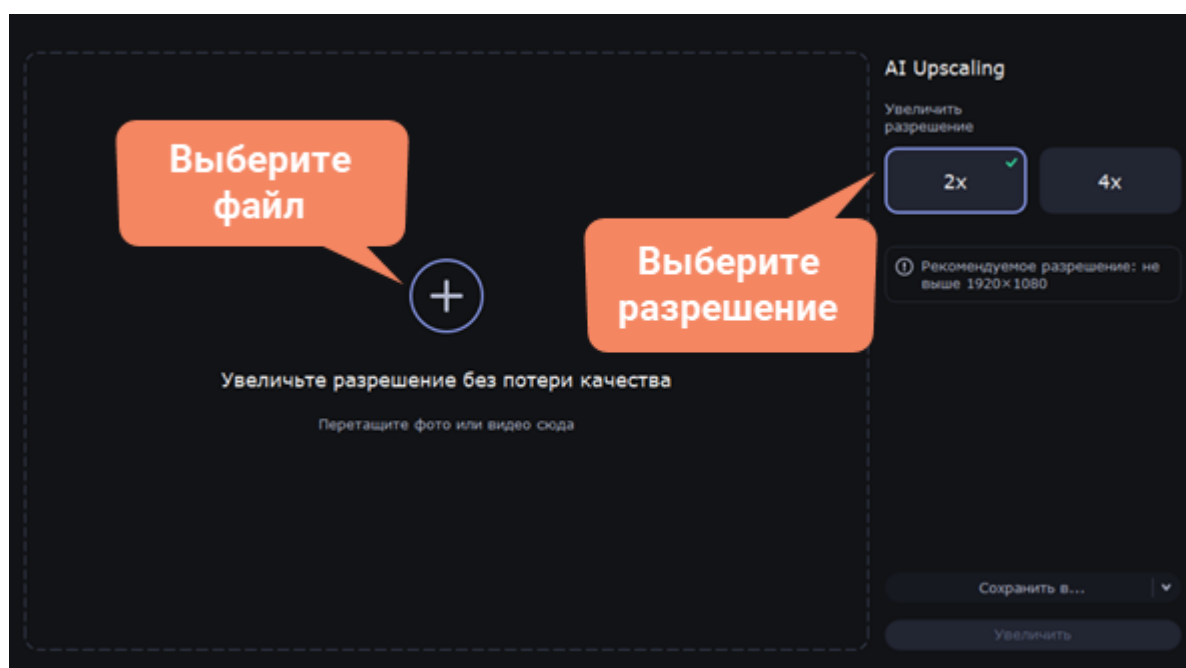 AI Upscaling
Увеличить
разрешение
2x
4x
Выберите
файл
Выберите
разрешение
Рекомендуемое разрешение: не
выше 1920×1080
Увеличьте разрешение без потери качества
Перетащите фото или видео сюда
Сохранить в...
Увеличить